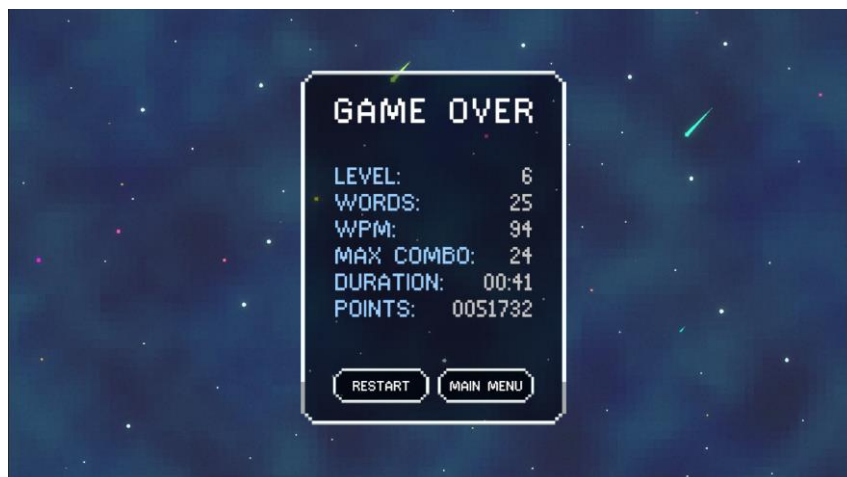 GAME OVER
LEVEL: 6
WORDS: 25
WPM: 94
MAX COMBO: 24
DURATION: 00:41
POINTS: 0051732
RESTART MAIN MENU